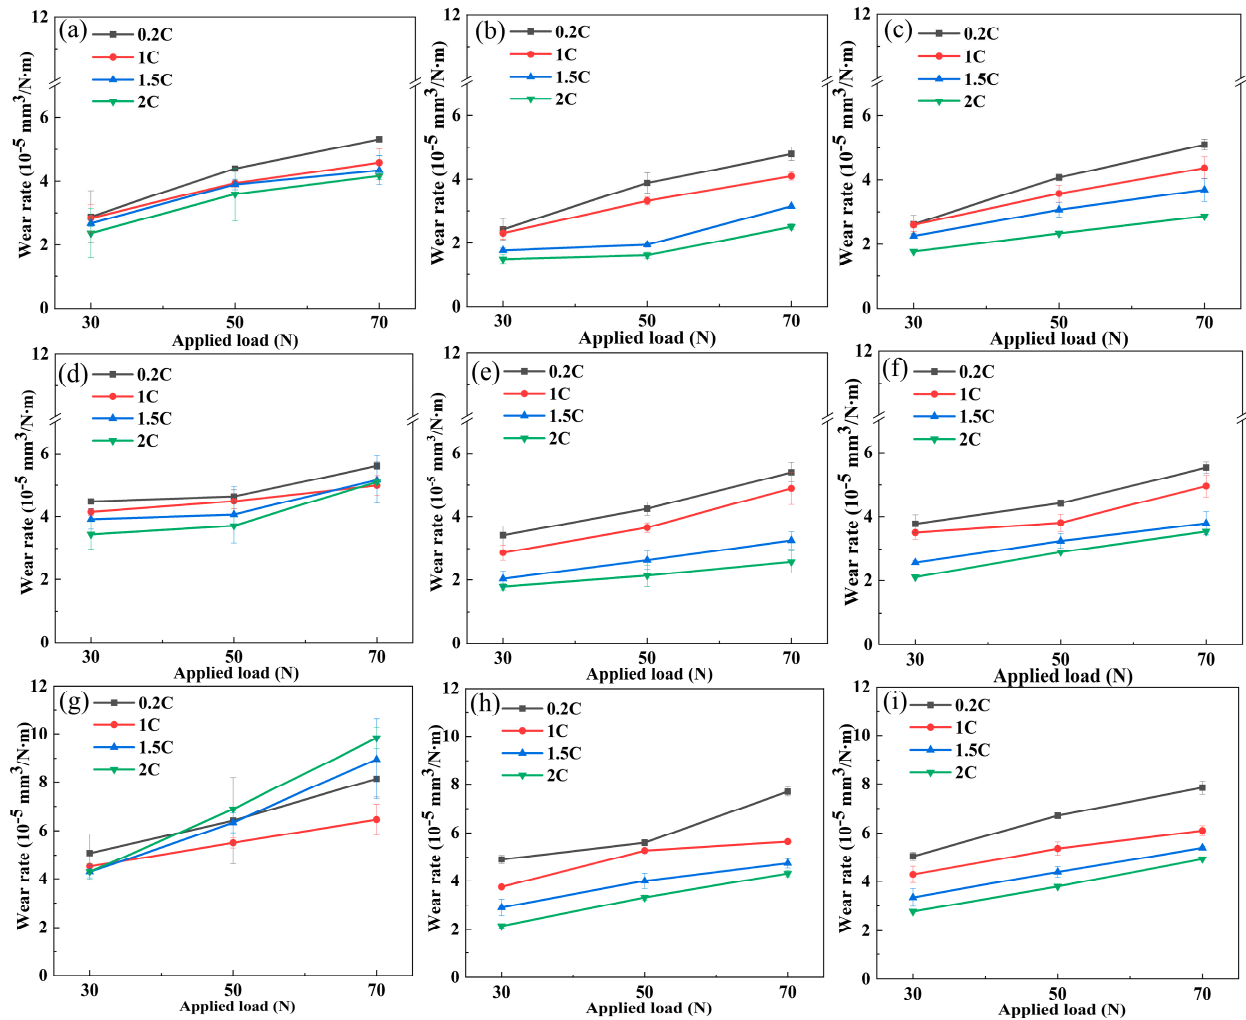 (a)
0.2C
1C
1.5C
2C
12
6
4
2
0
30 50 70
Wear rate (10⁻⁵ mm³/N·m)
Applied load (N)
(b)
0.2C
1C
1.5C
2C
12
6
4
2
0
30 50 70
Wear rate (10⁻⁵ mm³/N·m)
Applied load (N)
(c)
0.2C
1C
1.5C
2C
12
6
4
2
0
30 50 70
Wear rate (10⁻⁵ mm³/N·m)
Applied load (N)
(d)
0.2C
1C
1.5C
2C
12
6
4
2
0
30 50 70
Wear rate (10⁻⁵ mm³/N·m)
Applied load (N)
(e)
0.2C
1C
1.5C
2C
12
6
4
2
0
30 50 70
Wear rate (10⁻⁵ mm³/N·m)
Applied load (N)
(f)
0.2C
1C
1.5C
2C
12
6
4
2
0
30 50 70
Wear rate (10⁻⁵ mm³/N·m)
Applied load (N)
(g)
0.2C
1C
1.5C
2C
12
10
8
6
4
2
0
30 50 70
Wear rate (10⁻⁵ mm³/N·m)
Applied load (N)
(h)
0.2C
1C
1.5C
2C
12
10
8
6
4
2
0
30 50 70
Wear rate (10⁻⁵ mm³/N·m)
Applied load (N)
(i)
0.2C
1C
1.5C
2C
12
10
8
6
4
2
0
30 50 70
Wear rate (10⁻⁵ mm³/N·m)
Applied load (N)